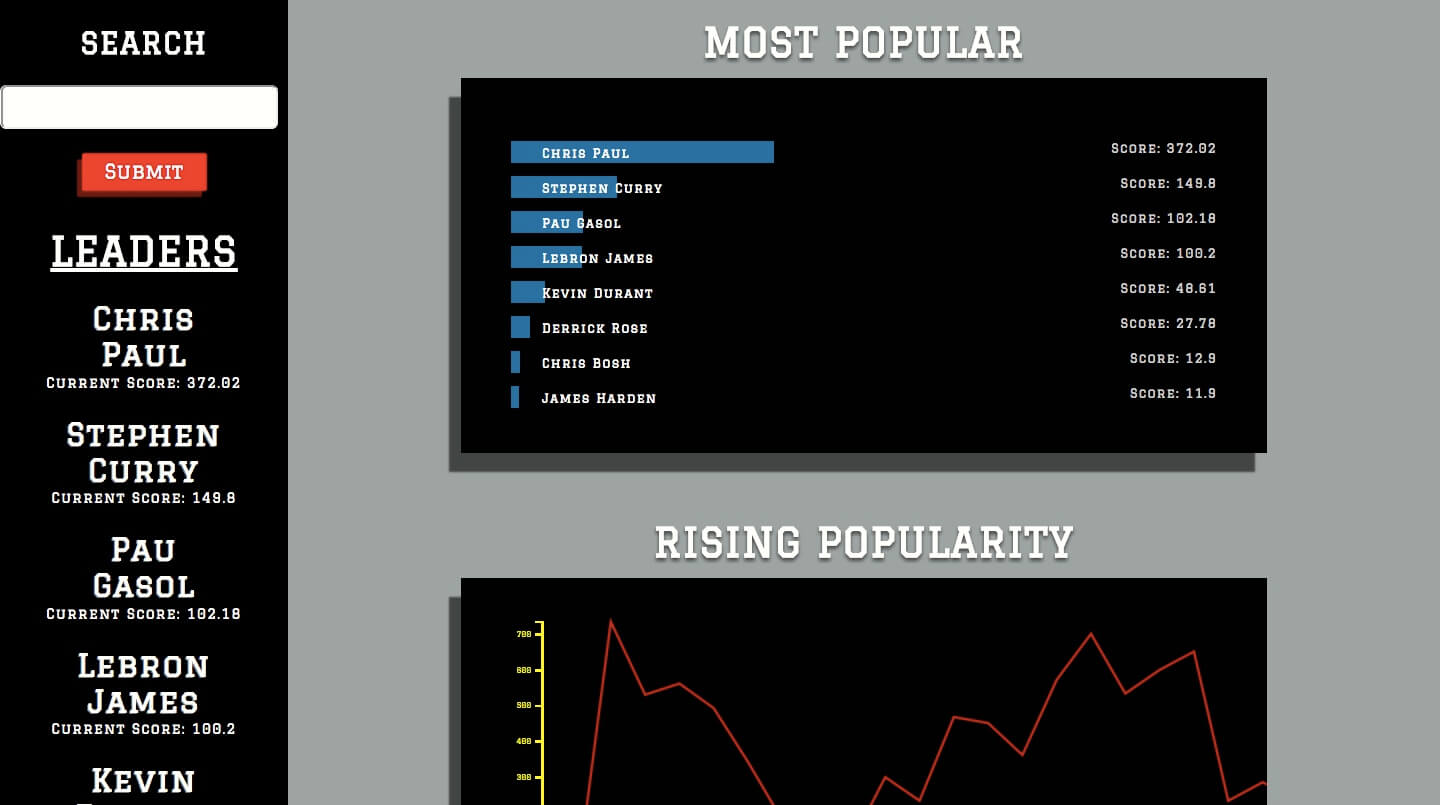 SEARCH
SUBMIT
LEADERS
CHRIS
PAUL
CURRENT SCORE: 372.02
STEPHEN
CURRY
CURRENT SCORE: 149.8
PAU
GASOL
CURRENT SCORE: 102.18
LEBRON
JAMES
CURRENT SCORE: 100.2
KEVIN
MOST POPULAR
CHRIS PAUL SCORE: 372.02
STEPHEN CURRY SCORE: 149.8
PAU GASOL SCORE: 102.18
LEBRON JAMES SCORE: 100.2
KEVIN DURANT SCORE: 48.61
DERRICK ROSE SCORE: 27.78
CHRIS BOSH SCORE: 12.9
JAMES HARDEN SCORE: 11.9
RISING POPULARITY
700
600
500
400
300